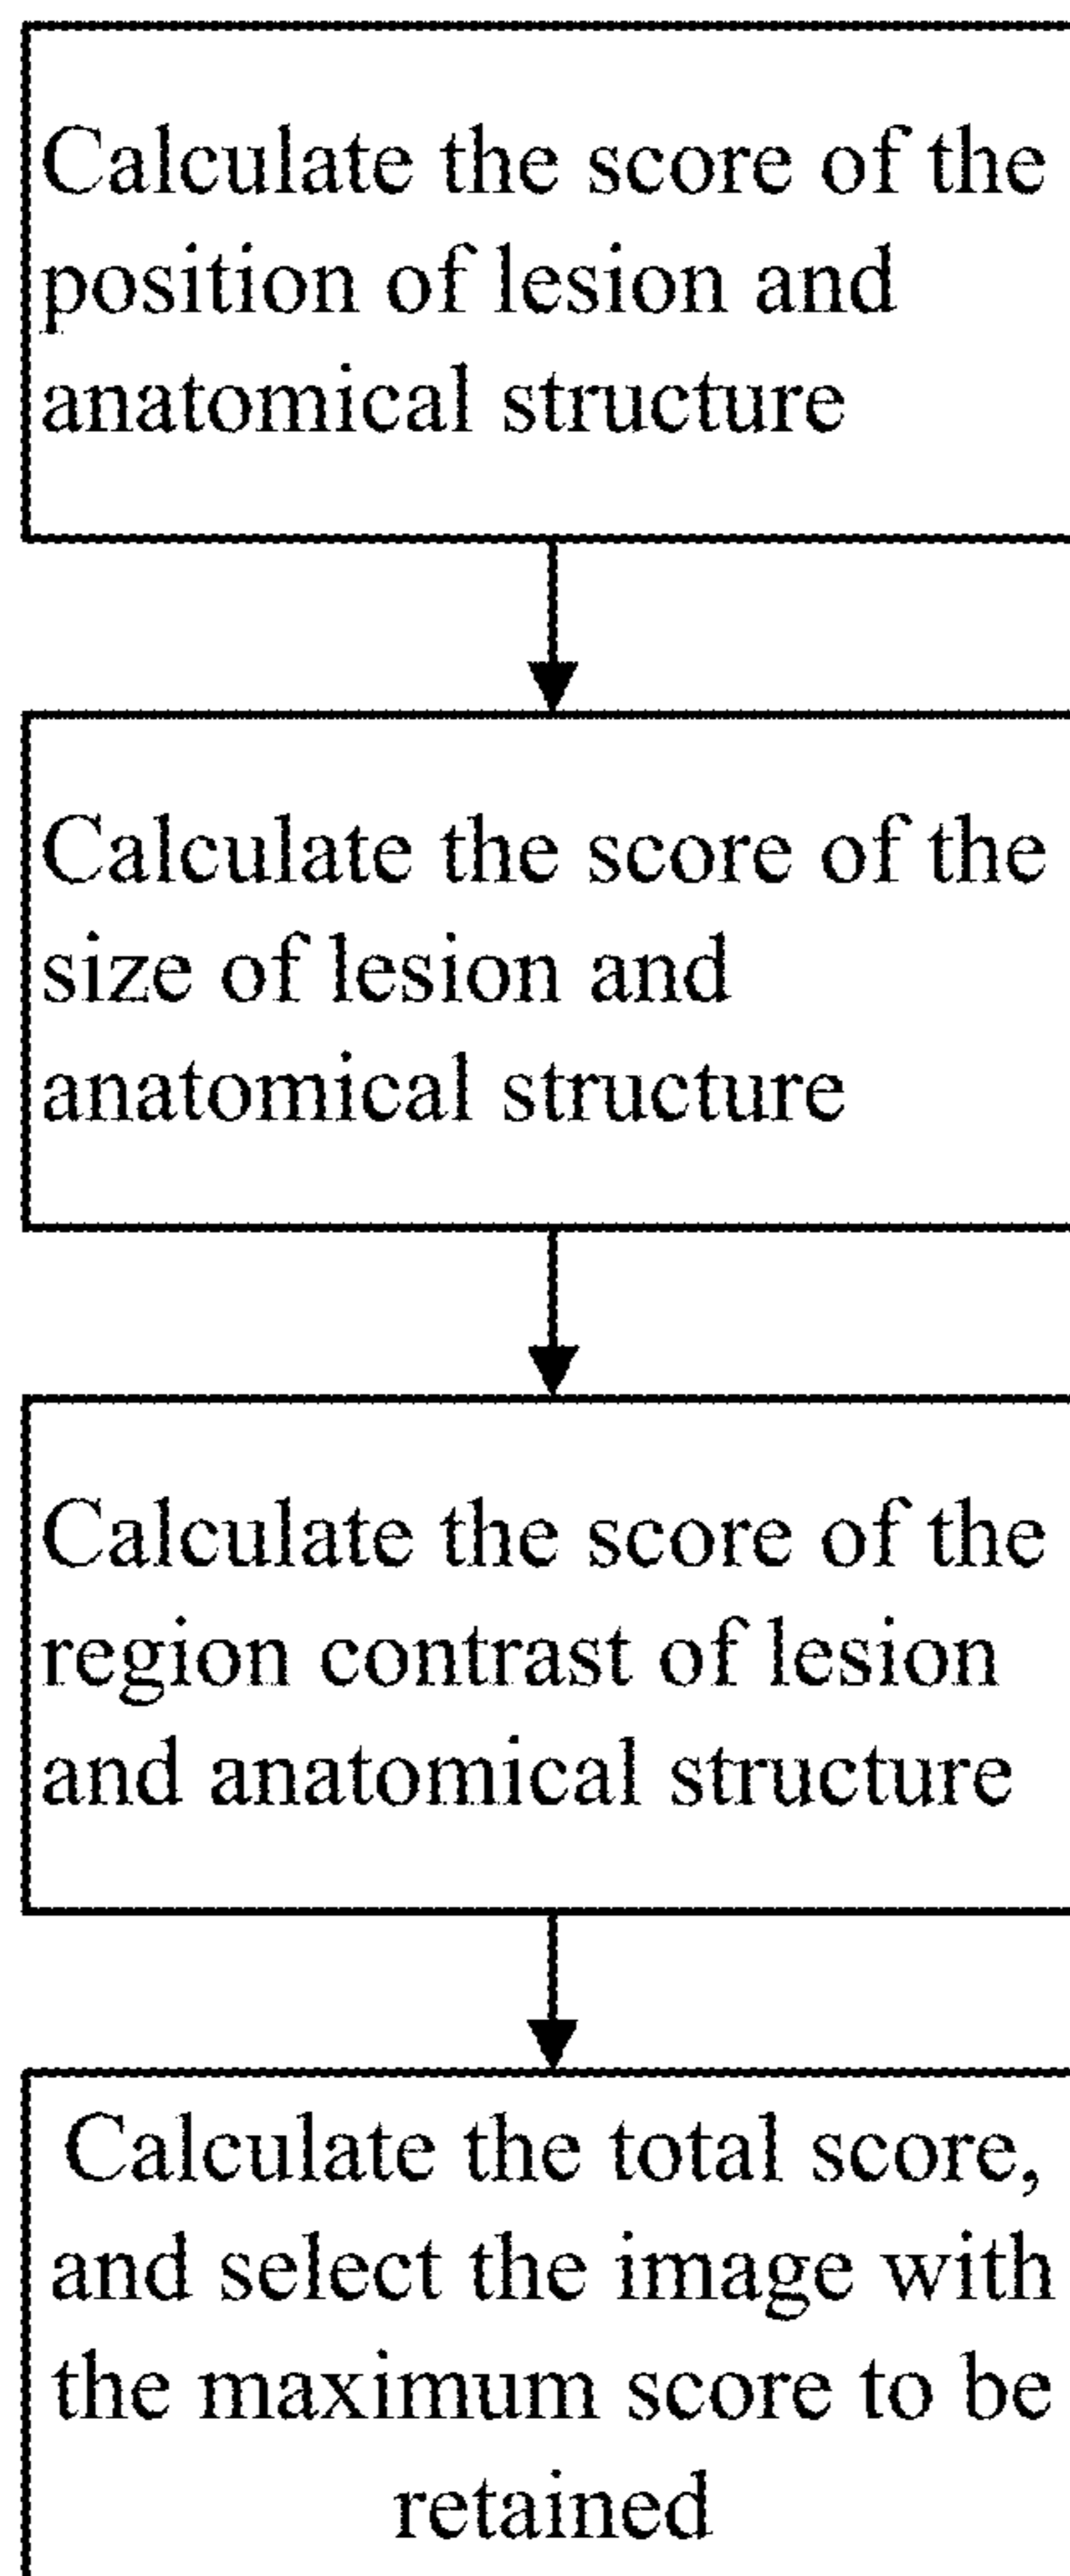 Calculate the score of the
position of lesion and
anatomical structure
Calculate the score of the
size of lesion and
anatomical structure
Calculate the score of the
region contrast of lesion
and anatomical structure
Calculate the total score,
and select the image with
the maximum score to be
retained